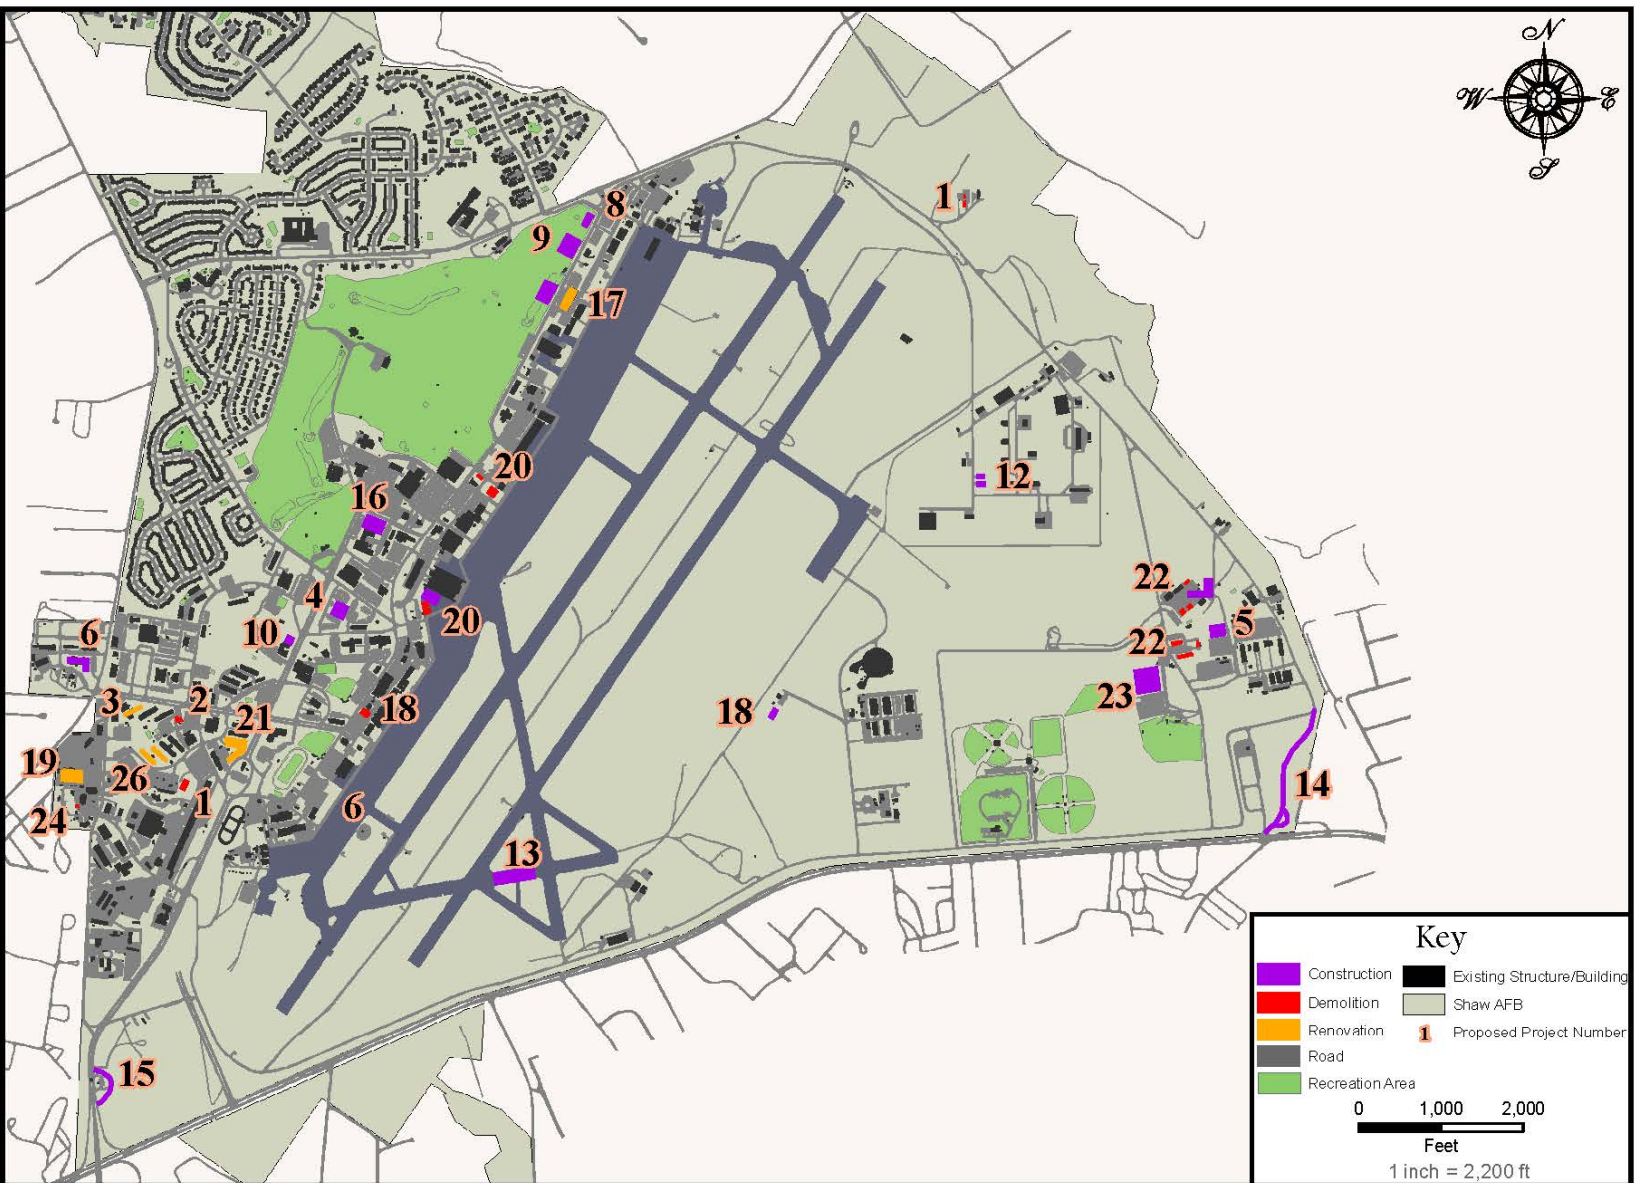 N
W
E
S
1
8
9
17
20
12
16
22
4
20
10
5
6
22
3
2
23
21
18
18
19
26
14
1
6
24
13
15
Key
Construction
Existing Structure/Building
Demolition
Shaw AFB
Renovation
1
Proposed Project Number
Road
Recreation Area
0
1,000
2,000
Feet
1 inch = 2,200 ft